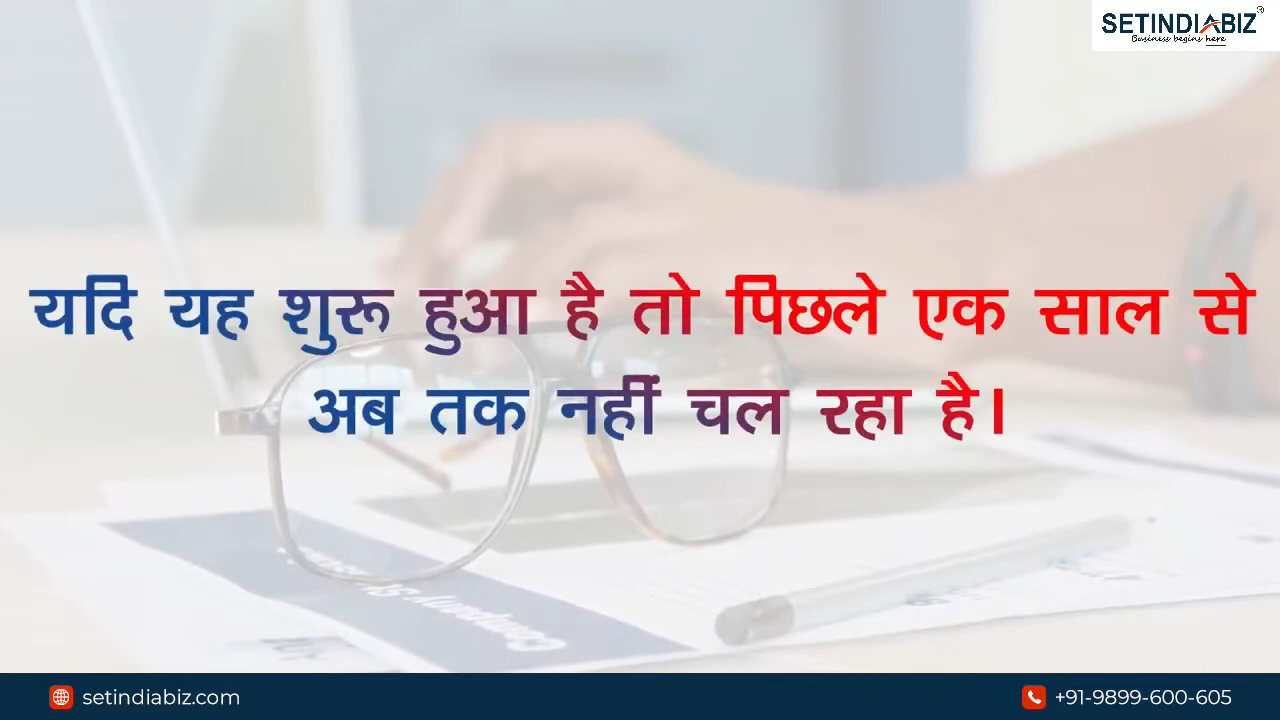 SETINDIABIZ
Business begins here
यदि यह शुरू हुआ है तो पिछले एक साल से
अब तक नहीं चल रहा है।
Company
setindiabiz.com
+91-9899-600-605